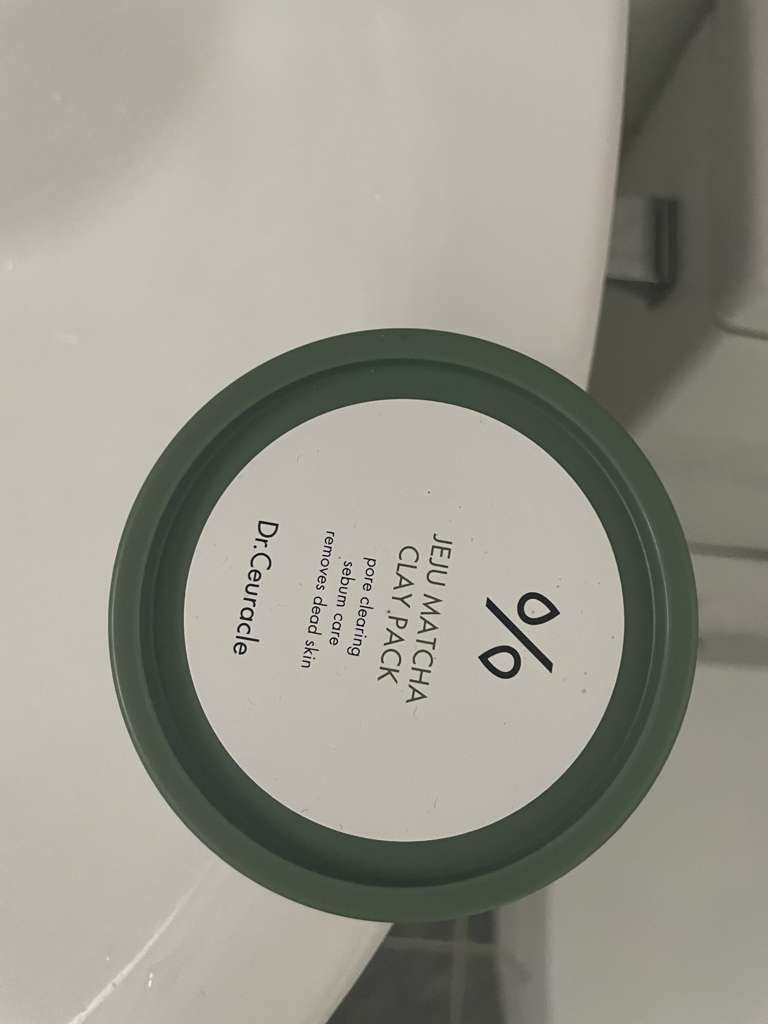 JEJU MATCHA
CLAY PACK
pore clearing
sebum care
removes dead skin
Dr.Ceuracle